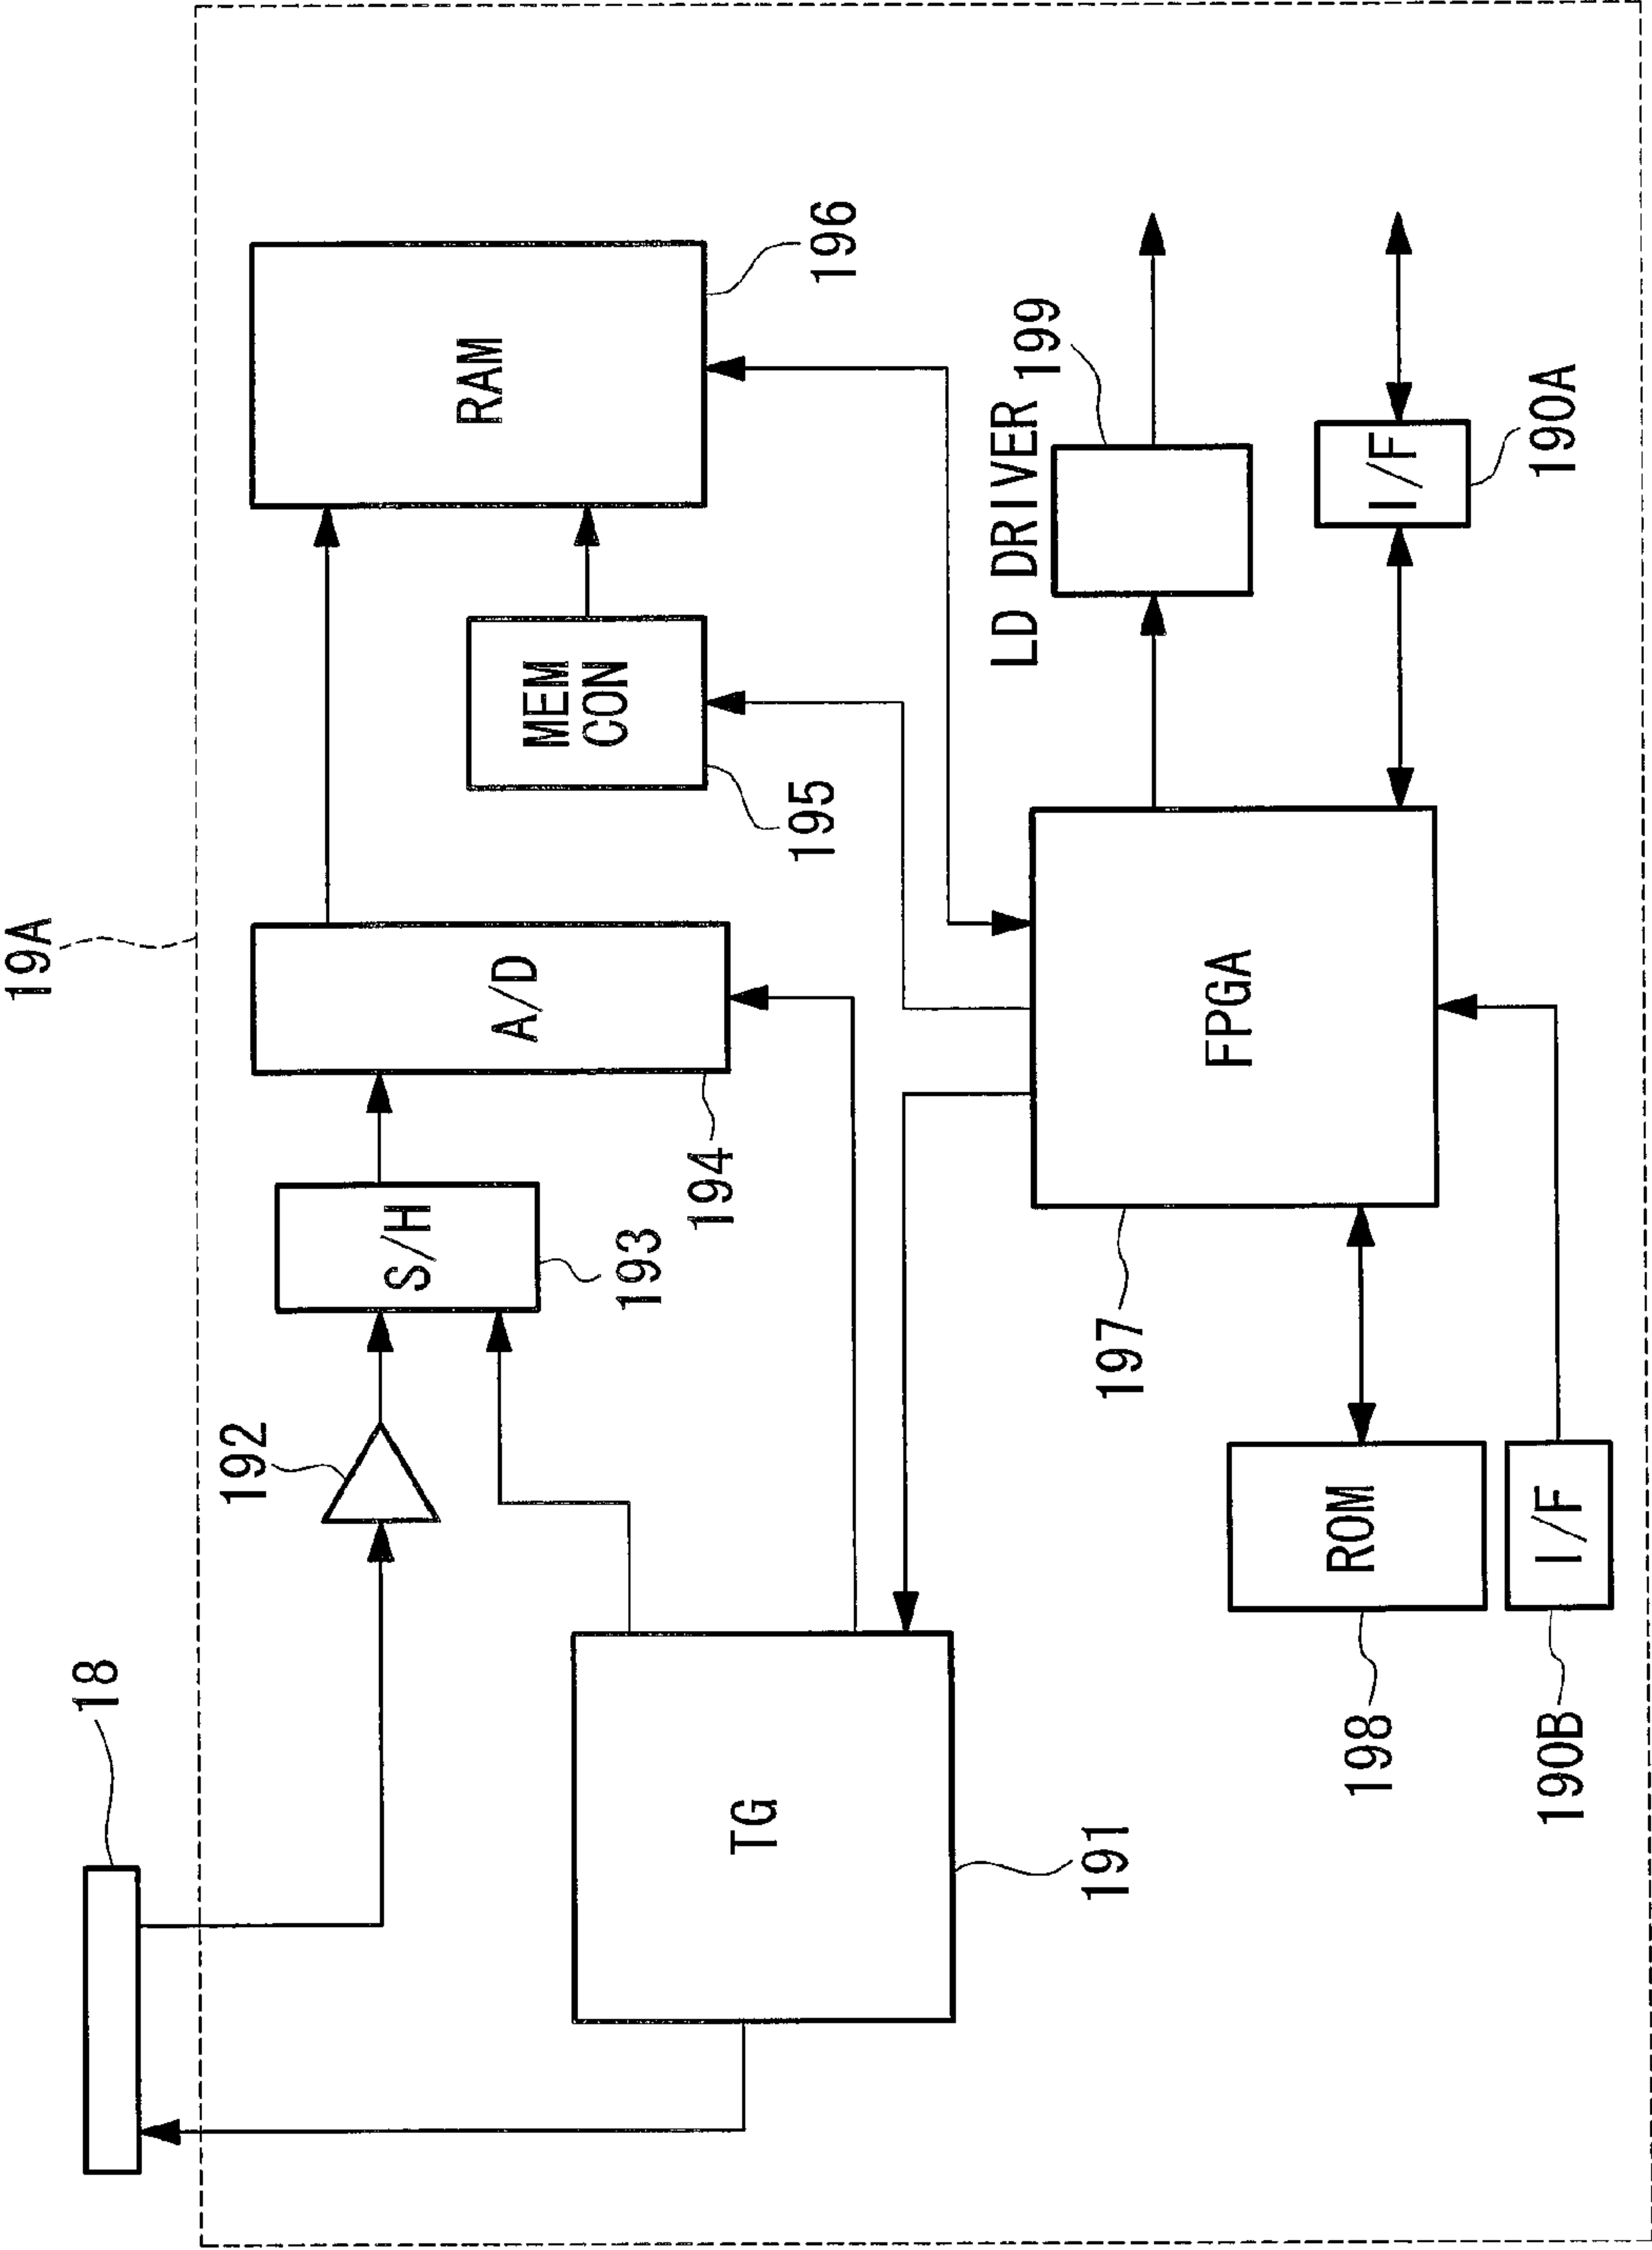 19A
18
192
S/H
193
A/D
194
RAM
196
MEM
CON
195
TG
191
LD DRIVER 199
FPGA
197
ROM
198
I/F
190A
I/F
190B